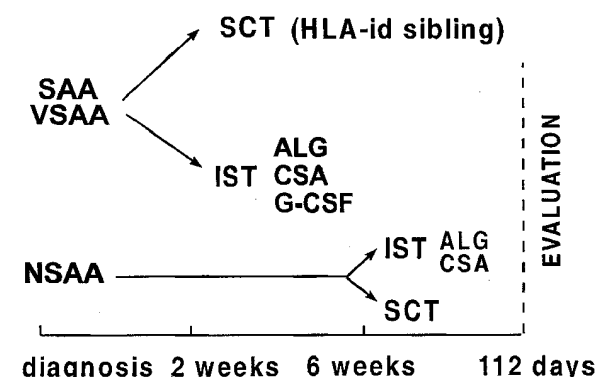 SCT (HLA-id sibling)
SAA
VSAA
IST ALG
CSA
G-CSF
EVALUATION
NSAA
IST ALG
CSA
SCT
diagnosis 2 weeks 6 weeks 112 days